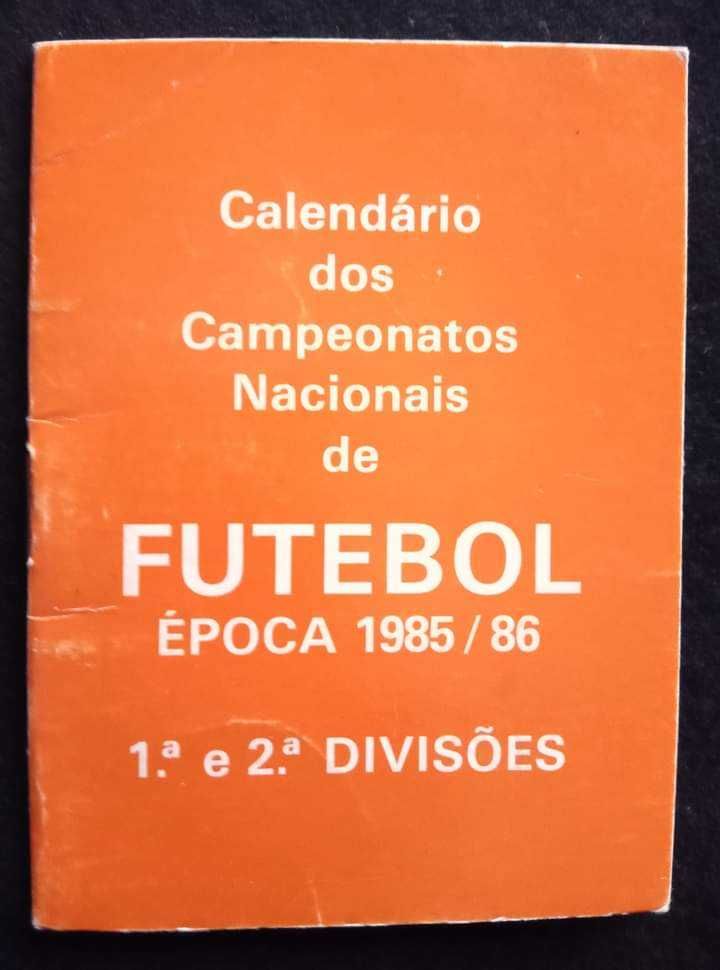 Calendário
dos
Campeonatos
Nacionais
de
FUTEBOL
ÉPOCA 1985/86
1.ª e 2.ª DIVISÕES